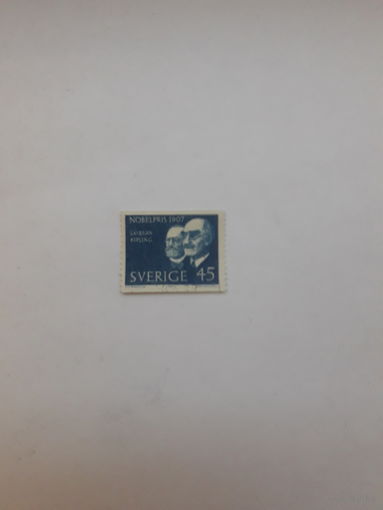 NOBELPRIS 1907
LAVERAN
KIPLING
SVERIGE 45